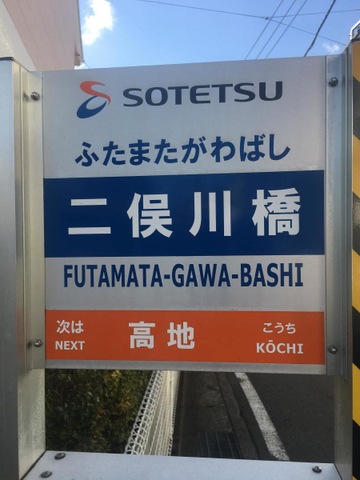 SOTETSU
ふたまたがわばし
二俣川橋
FUTAMATA-GAWA-BASHI
次は 高地 こうち
NEXT KŌCHI